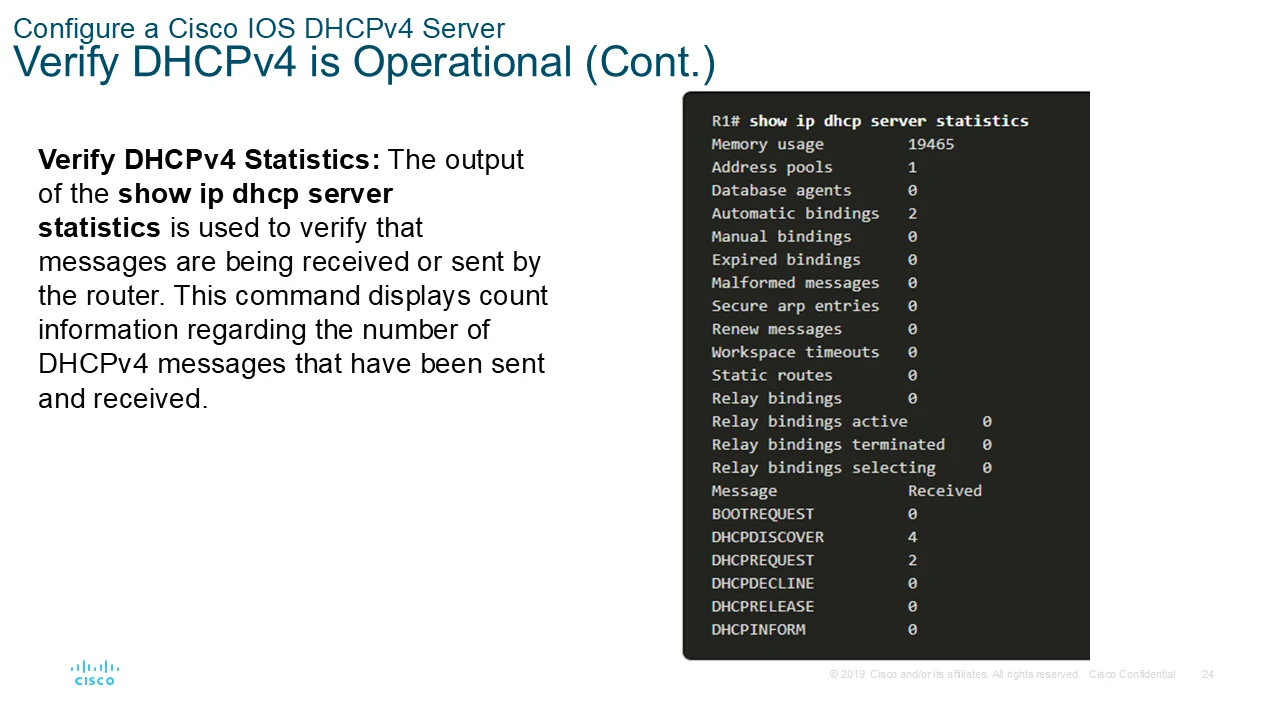 Configure a Cisco IOS DHCPv4 Server
Verify DHCPv4 is Operational (Cont.)
Verify DHCPv4 Statistics: The output
of the show ip dhcp server
statistics is used to verify that
messages are being received or sent by
the router. This command displays count
information regarding the number of
DHCPv4 messages that have been sent
and received.
R1# show ip dhcp server statistics
Memory usage 19465
Address pools 1
Database agents 0
Automatic bindings 2
Manual bindings 0
Expired bindings 0
Malformed messages 0
Secure arp entries 0
Renew messages 0
Workspace timeouts 0
Static routes 0
Relay bindings 0
Relay bindings active 0
Relay bindings terminated 0
Relay bindings selecting 0
Message Received
BOOTREQUEST 0
DHCPDISCOVER 4
DHCPREQUEST 2
DHCPDECLINE 0
DHCPRELEASE 0
DHCPINFORM 0
CISCO
© 2019 Cisco and/or its affiliates. All rights reserved. Cisco Confidential 24